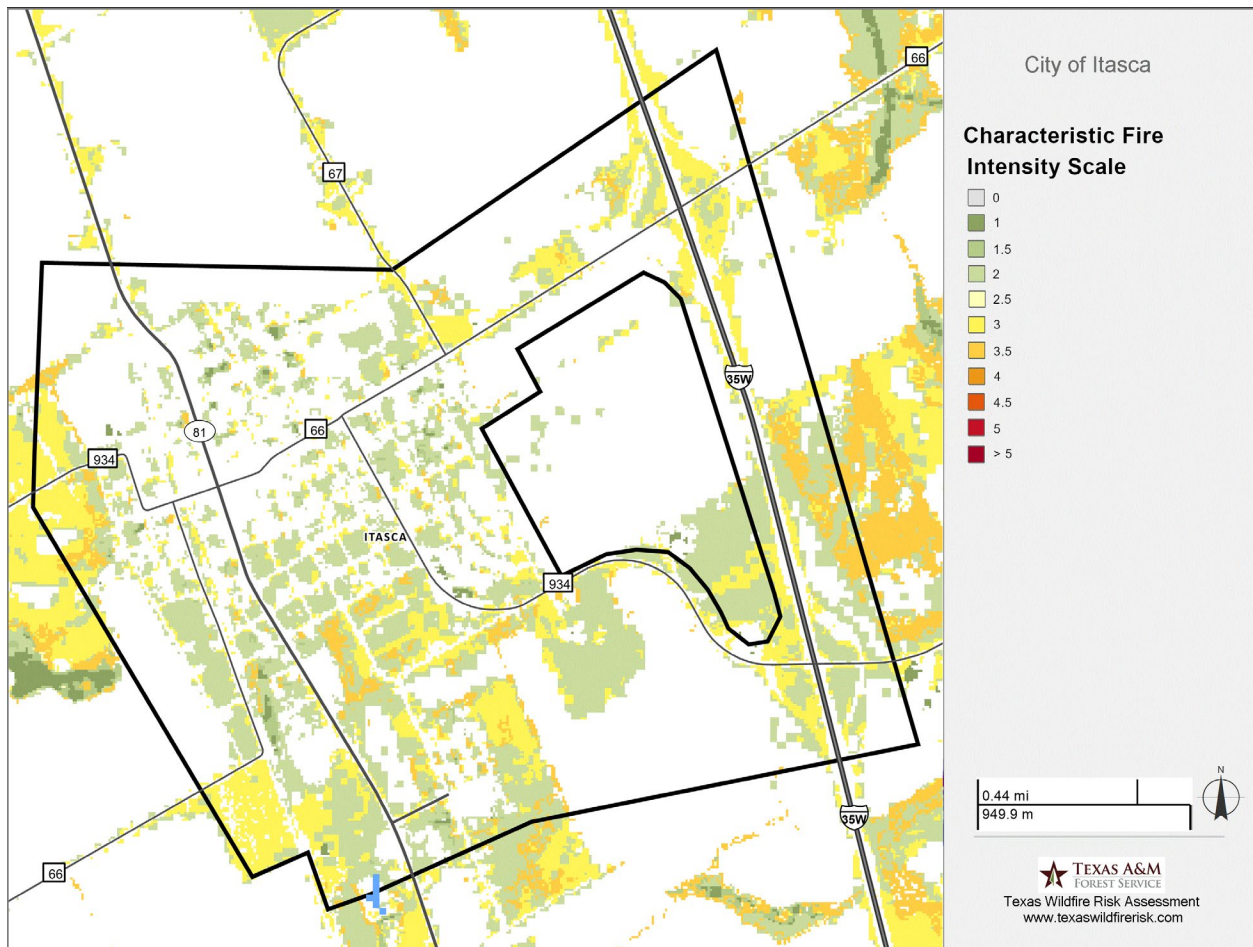 City of Itasca
Characteristic Fire
Intensity Scale
0
1
1.5
2
2.5
3
3.5
4
4.5
5
> 5
66
67
35W
81
66
934
ITASCA
934
35W
66
N
0.44 mi
949.9 m
TEXAS A&M
FOREST SERVICE
Texas Wildfire Risk Assessment
www.texaswildfirerisk.com